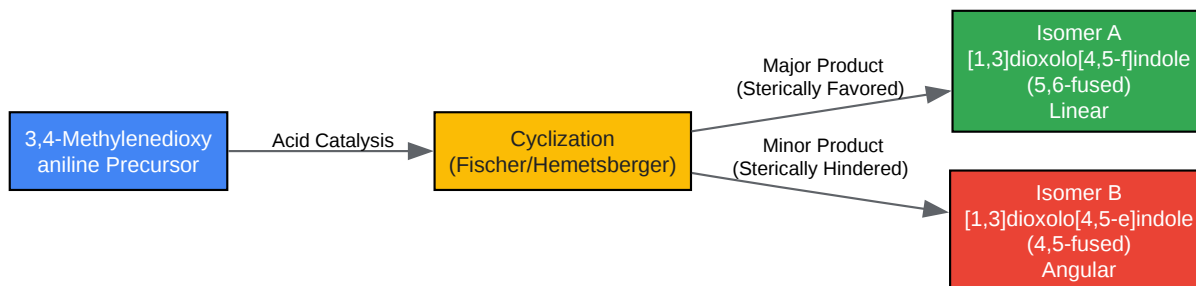 3,4-Methylenedioxy
aniline Precursor
Acid Catalysis
Cyclization
(Fischer/Hemetsberger)
Major Product
(Sterically Favored)
Minor Product
(Sterically Hindered)
Isomer A
[1,3]dioxolo[4,5-f]indole
(5,6-fused)
Linear
Isomer B
[1,3]dioxolo[4,5-e]indole
(4,5-fused)
Angular